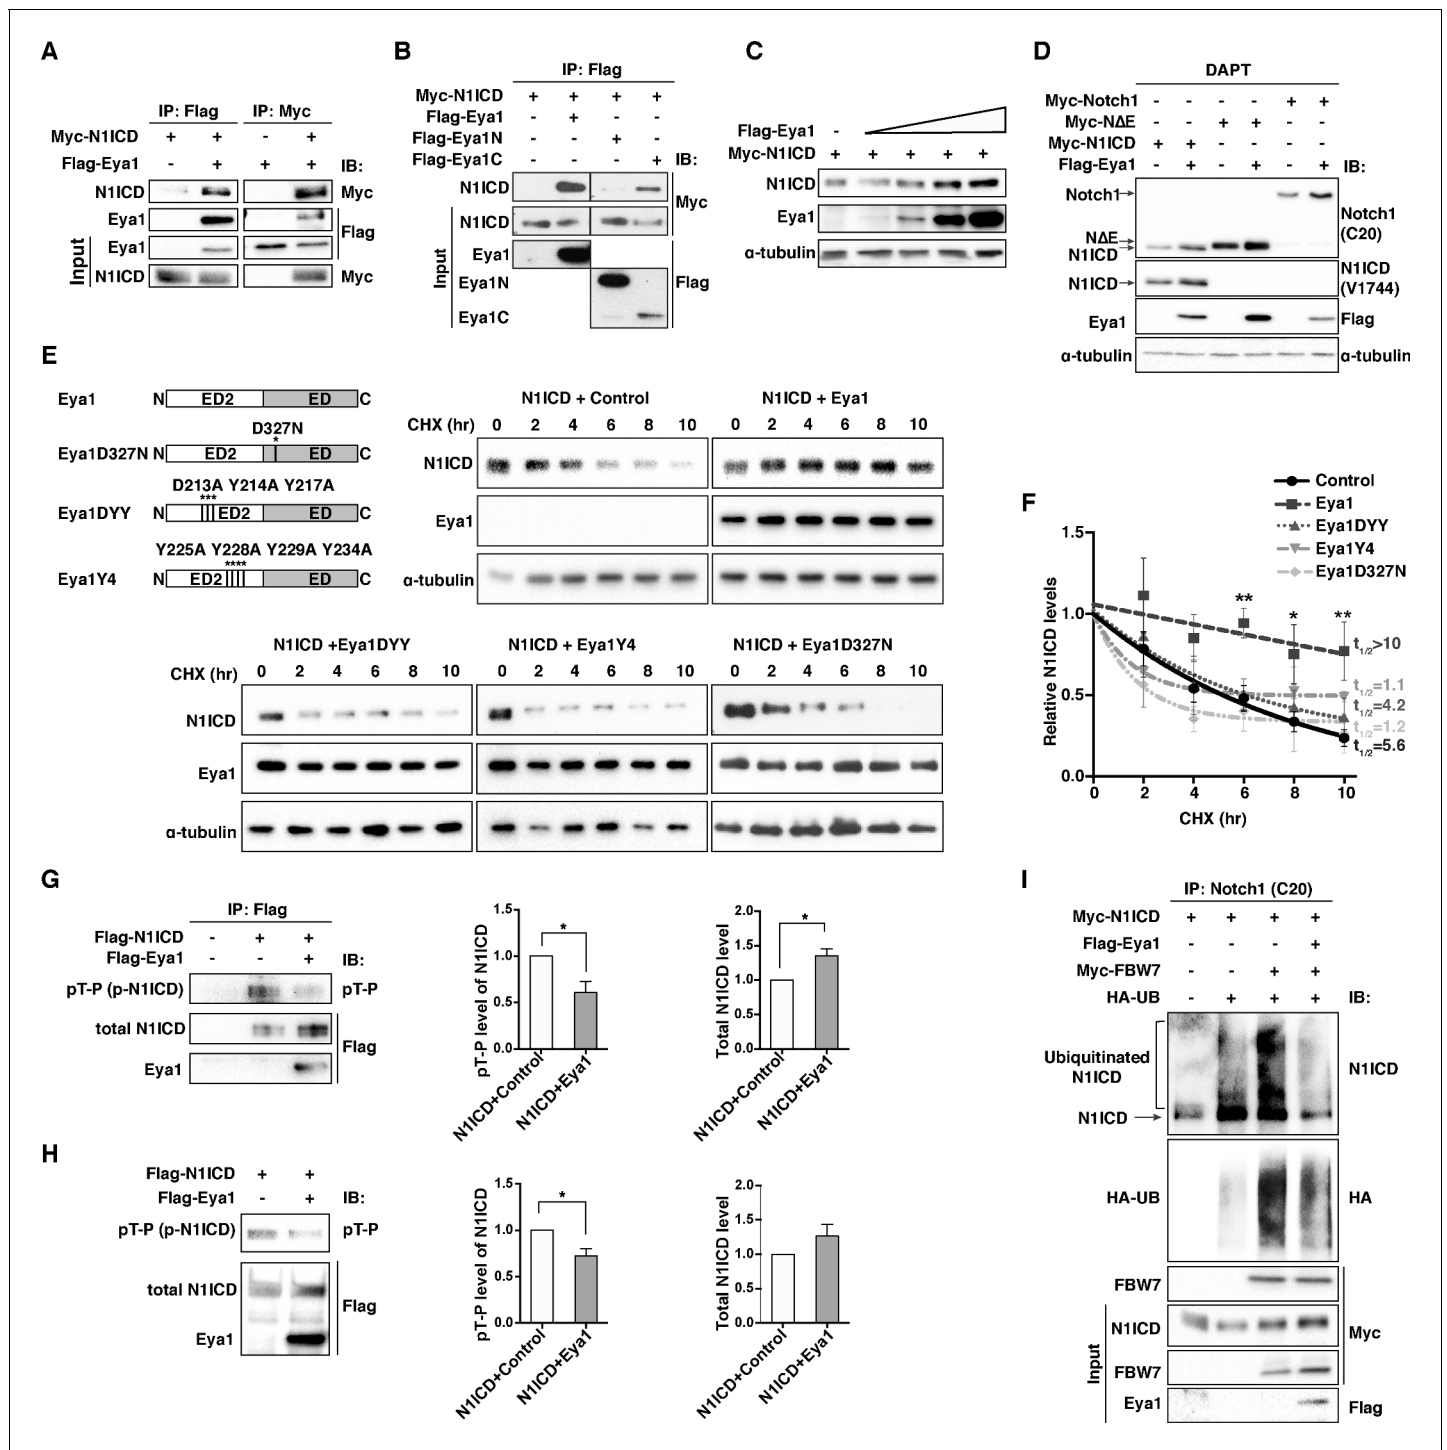 A
IP: Flag IP: Myc
Myc-N1ICD + + - +
Flag-Eya1 - + + + IB:
N1ICD Myc
Eya1 Flag
Input Eya1
N1ICD Myc
B
IP: Flag
Myc-N1ICD + + + +
Flag-Eya1 - + - -
Flag-Eya1N - - + -
Flag-Eya1C - - - + IB:
N1ICD Myc
Input N1ICD
Eya1
Eya1N Flag
Eya1C
C
Flag-Eya1 -
Myc-N1ICD + + + + +
N1ICD
Eya1
α-tubulin
D
DAPT
Myc-Notch1 - - - - + +
Myc-NΔE - - + + - -
Myc-N1ICD + + - - - -
Flag-Eya1 - + - + - + IB:
Notch1 Notch1 (C20)
NΔE
N1ICD
N1ICD N1ICD (V1744)
Eya1 Flag
α-tubulin α-tubulin
E
Eya1 N ED2 ED C
D327N
*
Eya1D327N N ED2 ED C
D213A Y214A Y217A
***
Eya1DYY N ED2 ED C
Y225A Y228A Y229A Y234A
****
Eya1Y4 N ED2 ED C
N1ICD + Control N1ICD + Eya1
CHX (hr) 0 2 4 6 8 10 0 2 4 6 8 10
N1ICD
Eya1
α-tubulin
N1ICD +Eya1DYY N1ICD + Eya1Y4 N1ICD + Eya1D327N
CHX (hr) 0 2 4 6 8 10 0 2 4 6 8 10 0 2 4 6 8 10
N1ICD
Eya1
α-tubulin
F
Control
Eya1
Eya1DYY
Eya1Y4
Eya1D327N
Relative N1ICD levels
1.5
1.0
0.5
0.0
** * **
t1/2>10
t1/2=1.1
t1/2=4.2
t1/2=1.2
t1/2=5.6
0 2 4 6 8 10
CHX (hr)
G
IP: Flag
Flag-N1ICD - + +
Flag-Eya1 - - + IB:
pT-P (p-N1ICD) pT-P
total N1ICD Flag
Eya1
pT-P level of N1ICD
1.5
1.0
0.5
0.0
*
N1ICD+Control
N1ICD+Eya1
Total N1ICD level
2.0
1.5
1.0
0.5
0.0
*
N1ICD+Control
N1ICD+Eya1
H
Flag-N1ICD + +
Flag-Eya1 - + IB:
pT-P (p-N1ICD) pT-P
total N1ICD Flag
Eya1
pT-P level of N1ICD
1.5
1.0
0.5
0.0
*
N1ICD+Control
N1ICD+Eya1
Total N1ICD level
2.0
1.5
1.0
0.5
0.0
N1ICD+Control
N1ICD+Eya1
I
IP: Notch1 (C20)
Myc-N1ICD + + + +
Flag-Eya1 - - - +
Myc-FBW7 - - + +
HA-UB - + + + IB:
Ubiquitinated N1ICD N1ICD
N1ICD
HA-UB HA
FBW7
Input N1ICD Myc
FBW7
Eya1 Flag